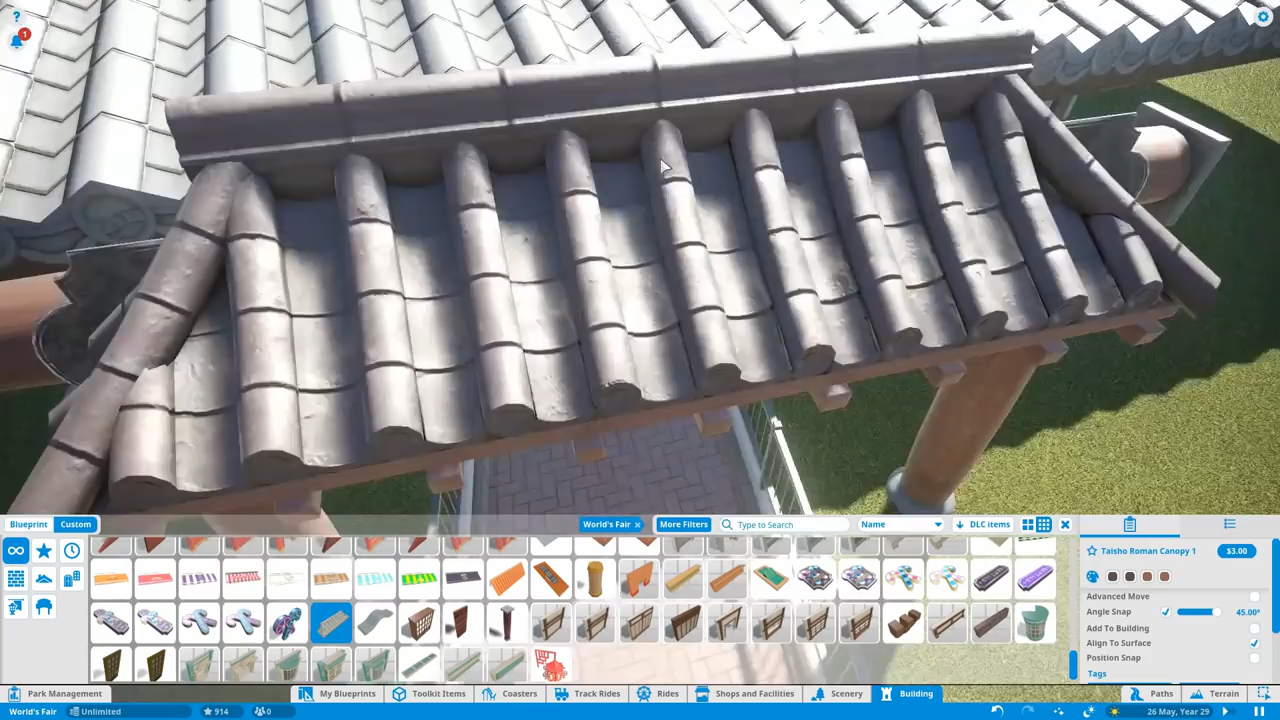 ?
1
Blueprint
Custom
World's Fair ×
More Filters
Type to Search
Name
DLC items
Taisho Roman Canopy 1
$3.00
Advanced Move
Angle Snap
45.00°
Add To Building
Align To Surface
Position Snap
Tags
Park Management
My Blueprints
Toolkit Items
Coasters
Track Rides
Rides
Shops and Facilities
Scenery
Building
Paths
Terrain
World's Fair
Unlimited
914
0
26 May, Year 29